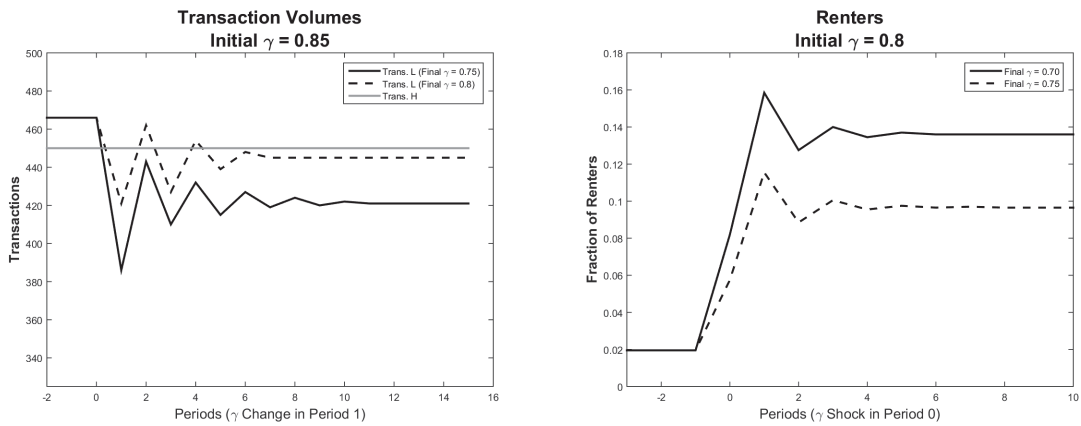 Transaction Volumes
Initial γ = 0.85
500
480
460
440
420
400
380
360
340
Transactions
Trans. L (Final γ = 0.75)
Trans. L (Final γ = 0.8)
Trans. H
-2 0 2 4 6 8 10 12 14 16
Periods (γ Change in Period 1)
Renters
Initial γ = 0.8
0.18
0.16
0.14
0.12
0.1
0.08
0.06
0.04
0.02
0
Fraction of Renters
Final γ = 0.70
Final γ = 0.75
-2 0 2 4 6 8 10
Periods (γ Shock in Period 0)